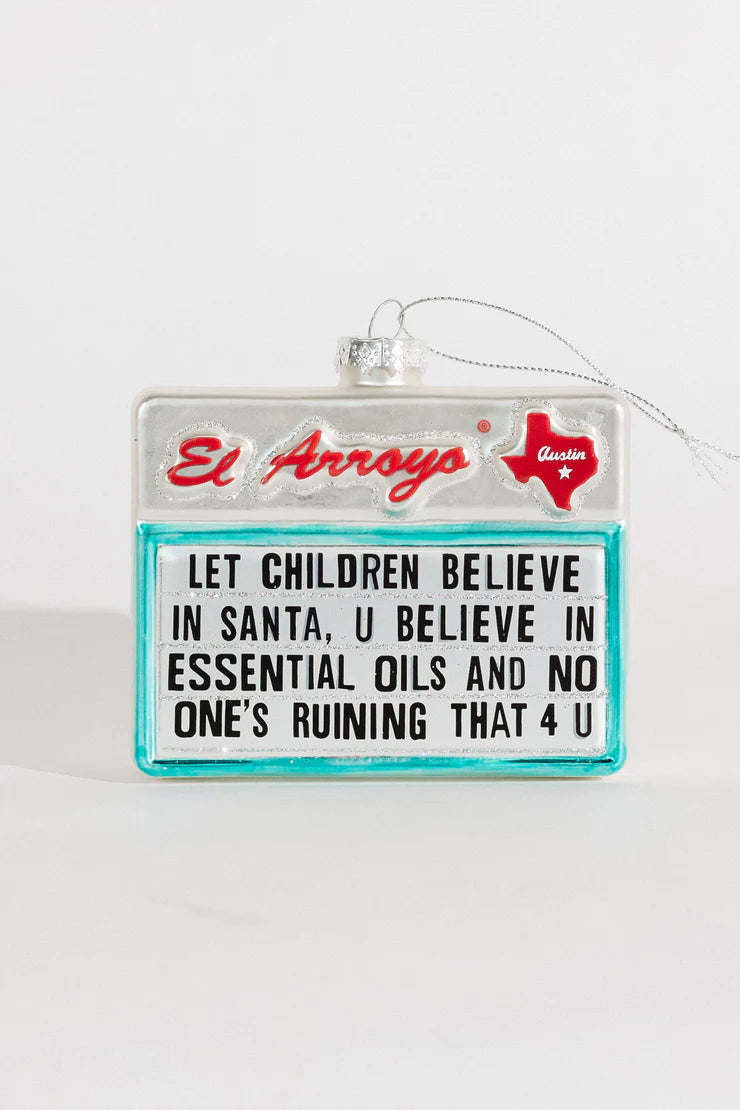 El Arroyo ®
Austin
LET CHILDREN BELIEVE
IN SANTA, U BELIEVE IN
ESSENTIAL OILS AND NO
ONE'S RUINING THAT 4 U